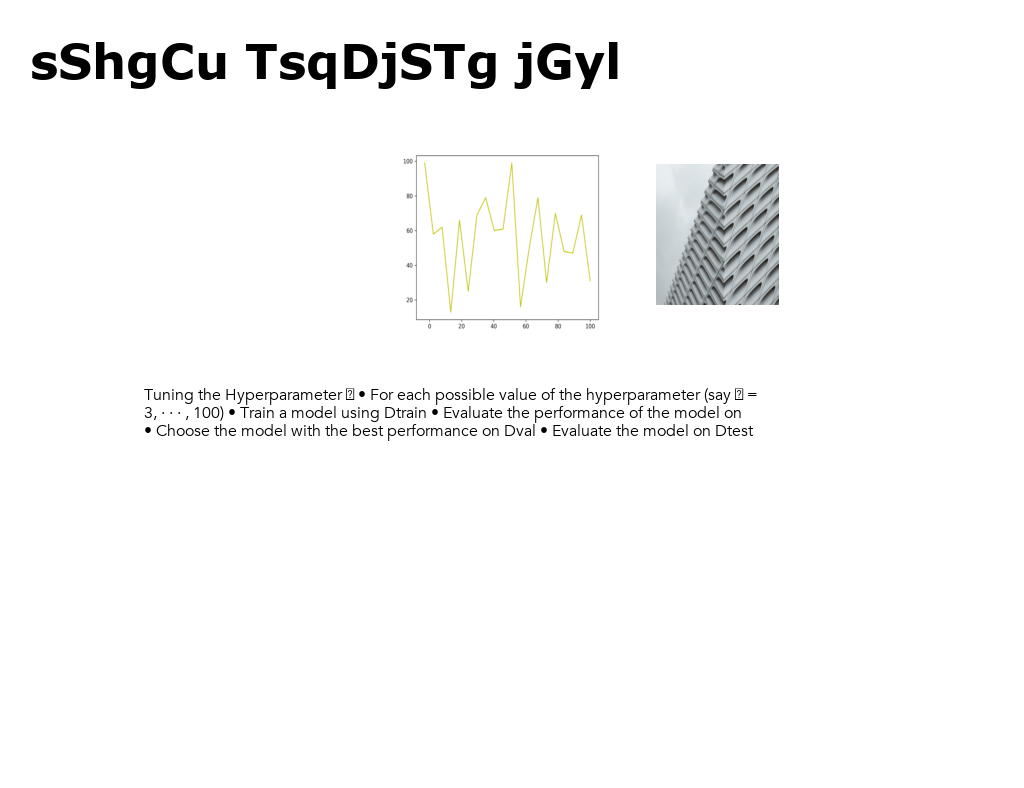 sShgCu TsqDjSTg jGyl
100
80
60
40
20
0 20 40 60 80 100
Tuning the Hyperparameter • For each possible value of the hyperparameter (say =
3, · · · , 100) • Train a model using Dtrain • Evaluate the performance of the model on
• Choose the model with the best performance on Dval • Evaluate the model on Dtest